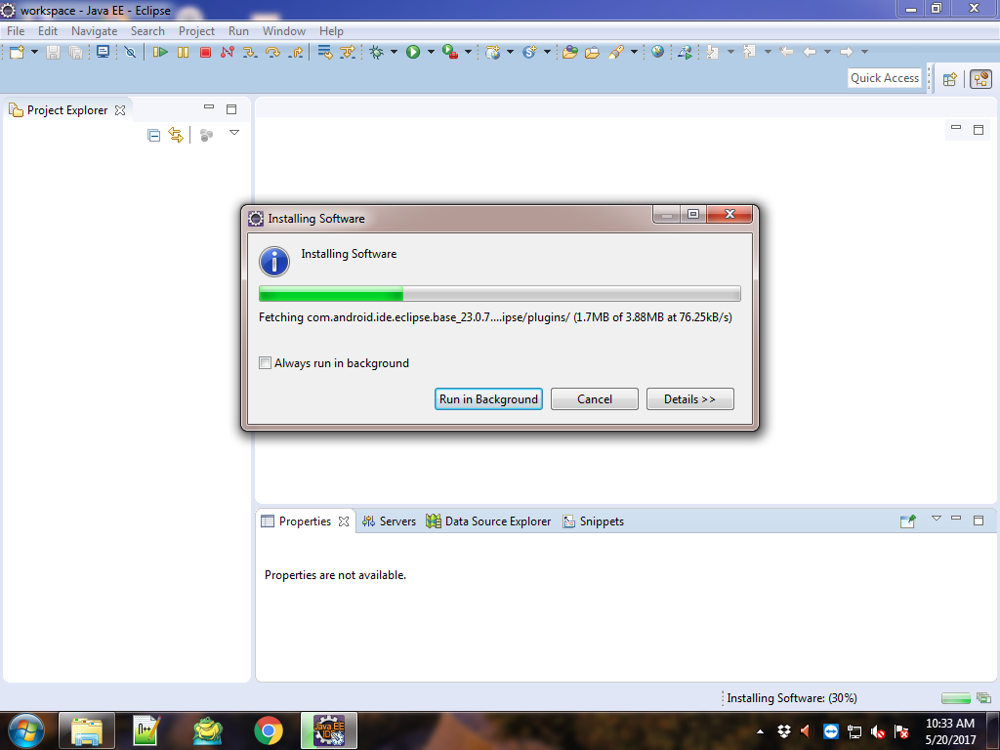 workspace - Java EE - Eclipse
File Edit Navigate Search Project Run Window Help
Quick Access
Project Explorer
Installing Software
Installing Software
Fetching com.android.ide.eclipse.base_23.0.7....ipse/plugins/ (1.7MB of 3.88MB at 76.25kB/s)
Always run in background
Run in Background Cancel Details >>
Properties Servers Data Source Explorer Snippets
Properties are not available.
Installing Software: (30%)
Java EE
IDE
10:33 AM
5/20/2017